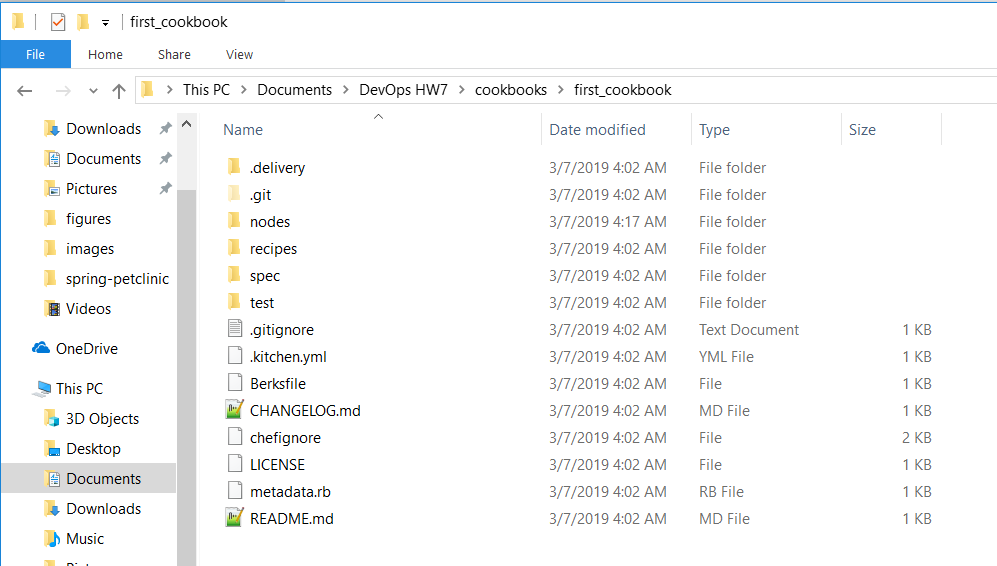 first_cookbook
File Home Share View
This PC Documents DevOps HW7 cookbooks first_cookbook
Downloads
Documents
Pictures
figures
images
spring-petclinic
Videos
OneDrive
This PC
3D Objects
Desktop
Documents
Downloads
Music
Name Date modified Type Size
.delivery 3/7/2019 4:02 AM File folder
.git 3/7/2019 4:02 AM File folder
nodes 3/7/2019 4:17 AM File folder
recipes 3/7/2019 4:02 AM File folder
spec 3/7/2019 4:02 AM File folder
test 3/7/2019 4:02 AM File folder
.gitignore 3/7/2019 4:02 AM Text Document 1 KB
.kitchen.yml 3/7/2019 4:02 AM YML File 1 KB
Berksfile 3/7/2019 4:02 AM File 1 KB
CHANGELOG.md 3/7/2019 4:02 AM MD File 1 KB
chefignore 3/7/2019 4:02 AM File 2 KB
LICENSE 3/7/2019 4:02 AM File 1 KB
metadata.rb 3/7/2019 4:02 AM RB File 1 KB
README.md 3/7/2019 4:02 AM MD File 1 KB